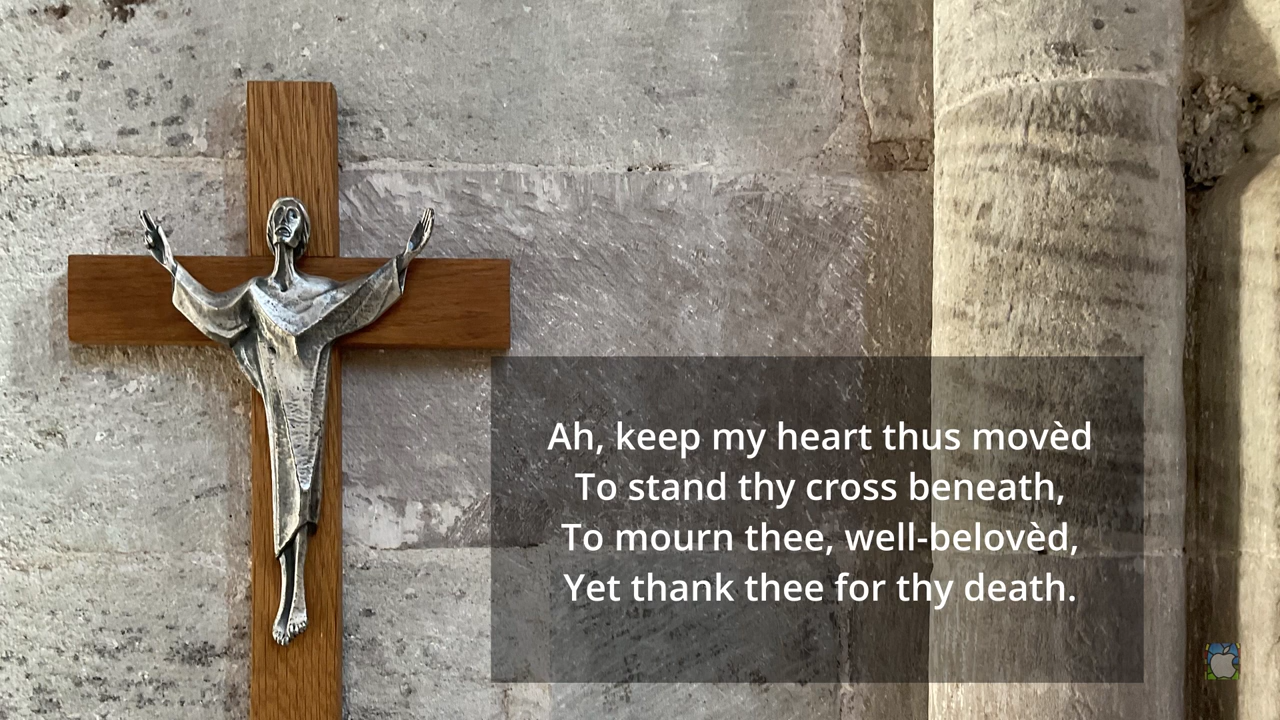 Ah, keep my heart thus movèd
To stand thy cross beneath,
To mourn thee, well-belovèd,
Yet thank thee for thy death.